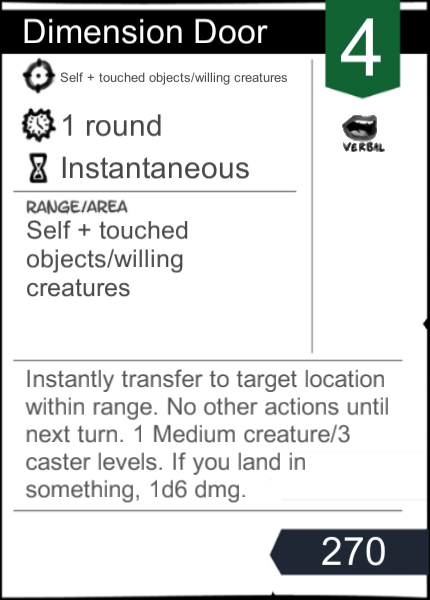 Dimension Door
4
Self + touched objects/willing creatures
1 round
VERBAL
Instantaneous
RANGE/AREA
Self + touched
objects/willing
creatures
Instantly transfer to target location
within range. No other actions until
next turn. 1 Medium creature/3
caster levels. If you land in
something, 1d6 dmg.
270